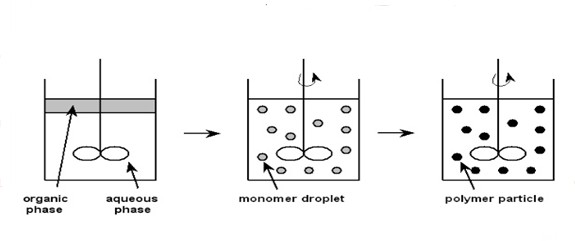 organic
phase
aqueous
phase
monomer droplet
polymer particle